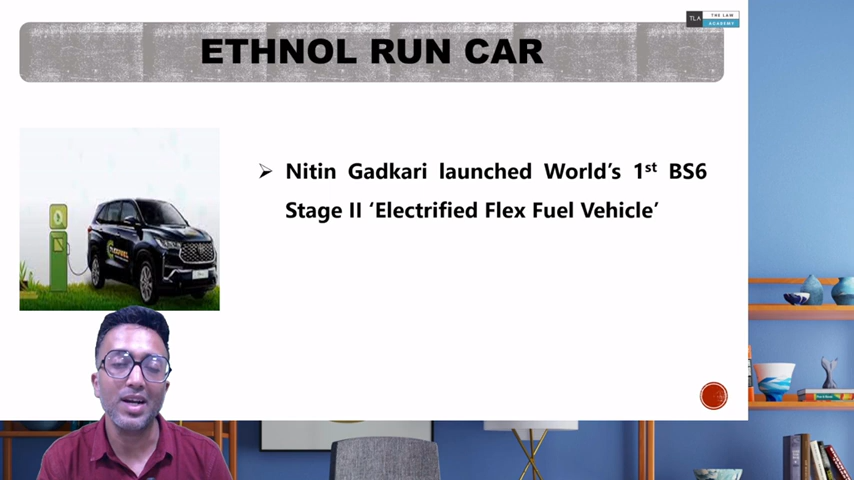 TLA THE LAW
ACADEMY
ETHNOL RUN CAR
➢ Nitin Gadkari launched World's 1st BS6
Stage II 'Electrified Flex Fuel Vehicle'